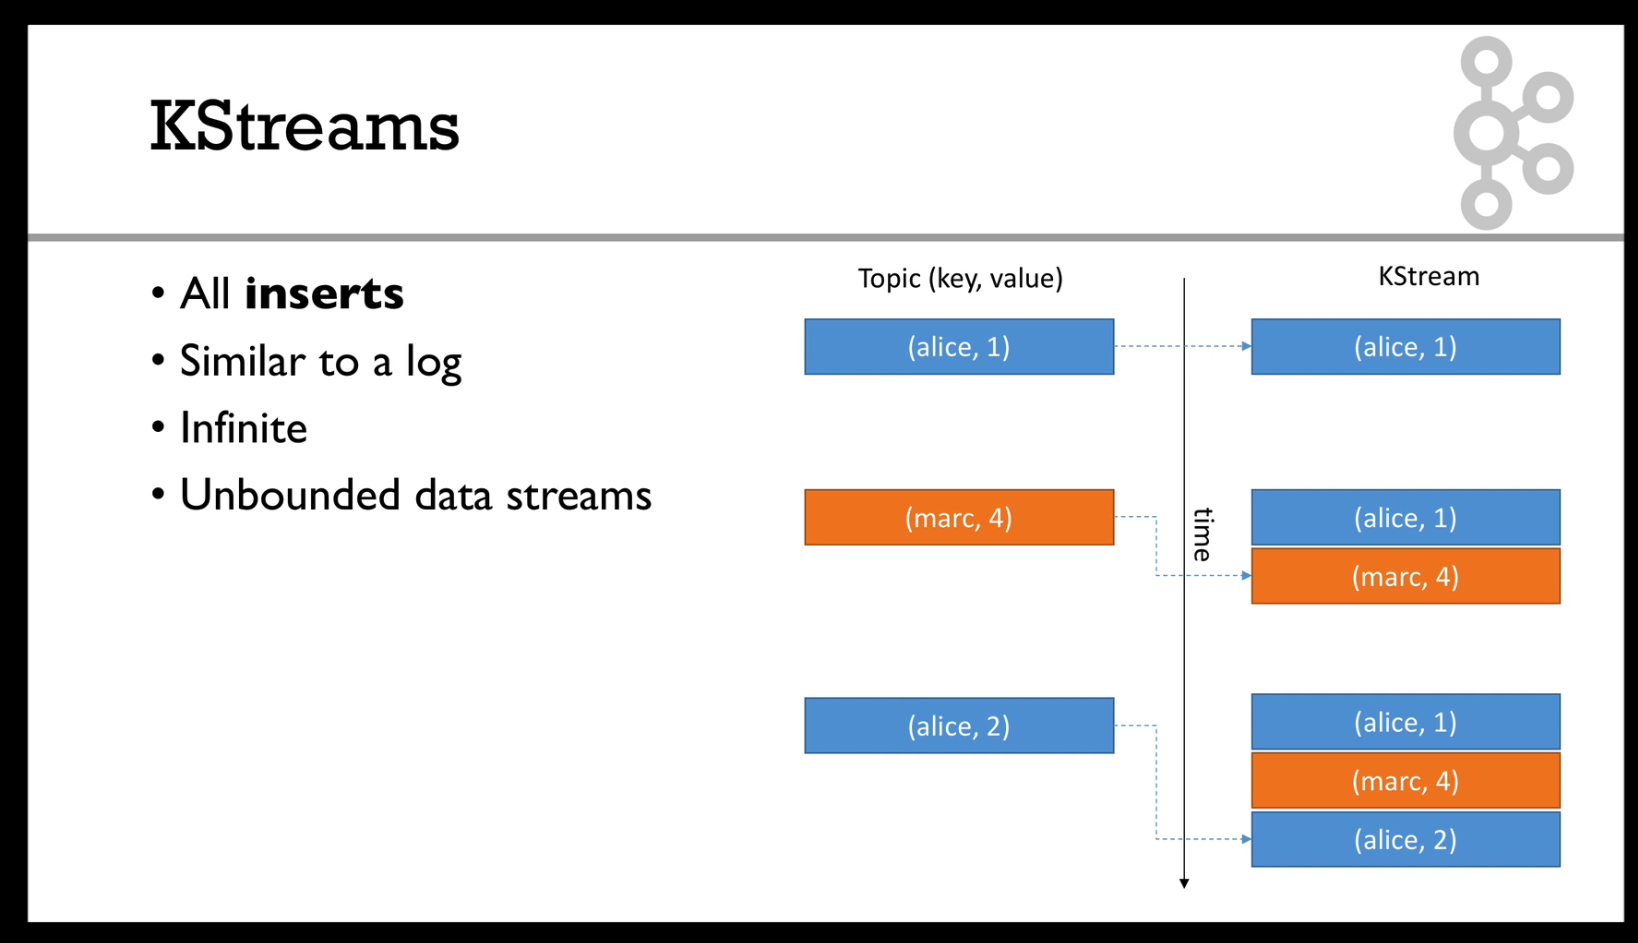 KStreams
• All inserts
• Similar to a log
• Infinite
• Unbounded data streams
Topic (key, value)
KStream
(alice, 1)
(alice, 1)
(marc, 4)
time
(alice, 1)
(marc, 4)
(alice, 2)
(alice, 1)
(marc, 4)
(alice, 2)